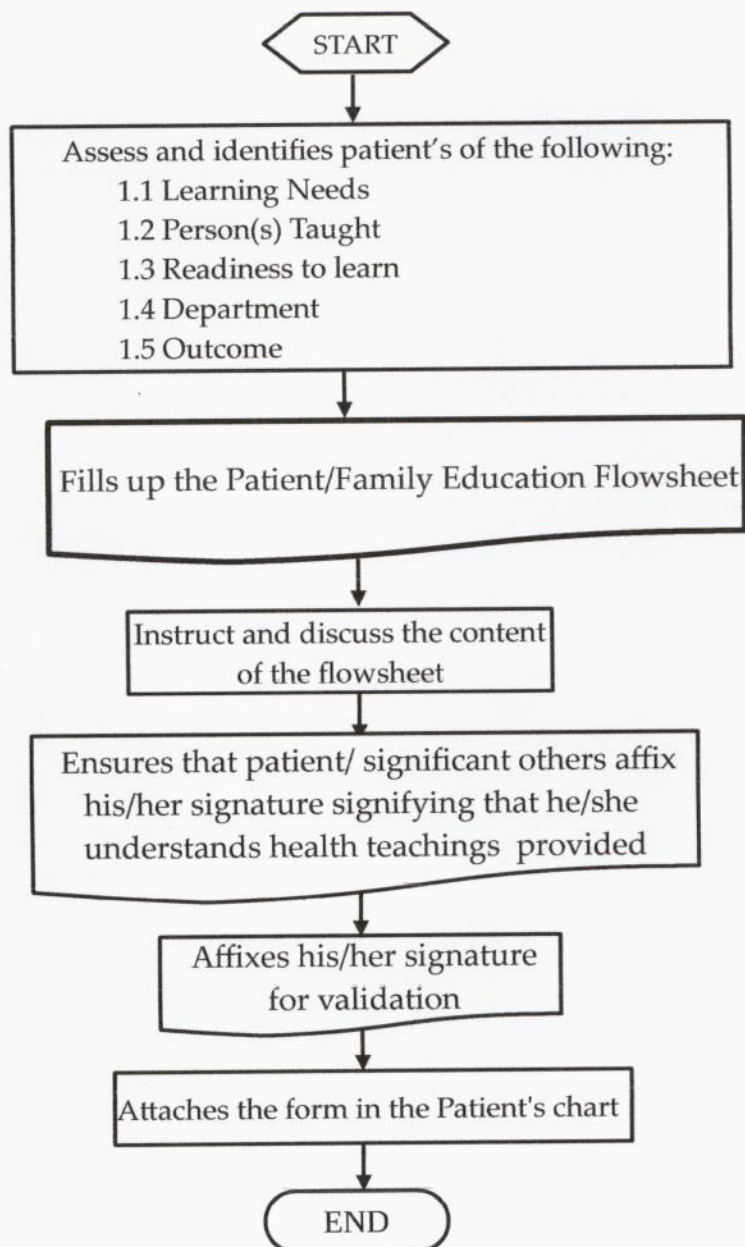 START
Assess and identifies patient's of the following:
1.1 Learning Needs
1.2 Person(s) Taught
1.3 Readiness to learn
1.4 Department
1.5 Outcome
Fills up the Patient/Family Education Flowsheet
Instruct and discuss the content
of the flowsheet
Ensures that patient/ significant others affix
his/her signature signifying that he/she
understands health teachings provided
Affixes his/her signature
for validation
Attaches the form in the Patient's chart
END